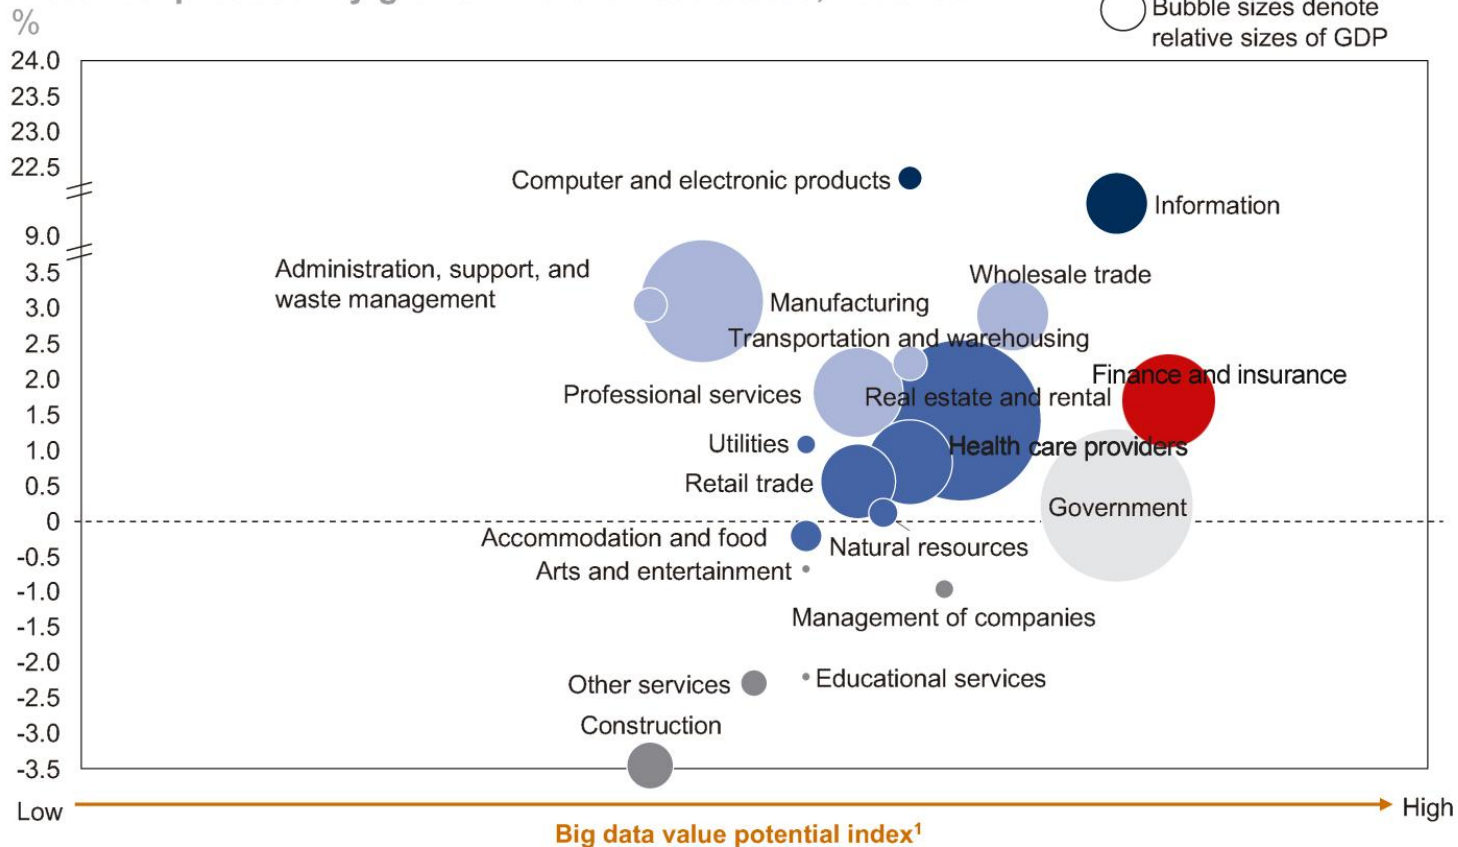 %
Bubble sizes denote
relative sizes of GDP
24.0
23.5
23.0
22.5
9.0
3.5
3.0
2.5
2.0
1.5
1.0
0.5
0
-0.5
-1.0
-1.5
-2.0
-2.5
-3.0
-3.5
Computer and electronic products
Information
Administration, support, and
waste management
Wholesale trade
Manufacturing
Transportation and warehousing
Finance and insurance
Professional services
Real estate and rental
Utilities
Health care providers
Retail trade
Government
Accommodation and food
Natural resources
Arts and entertainment
Management of companies
Other services
Educational services
Construction
Low
High
Big data value potential index¹